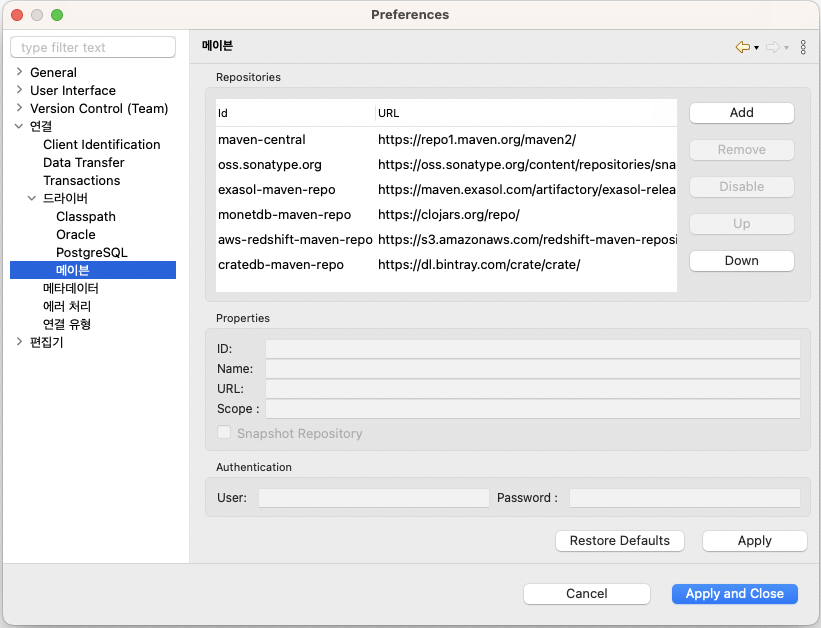 Preferences
type filter text
General
User Interface
Version Control (Team)
연결
Client Identification
Data Transfer
Transactions
드라이버
Classpath
Oracle
PostgreSQL
메이븐
메타데이터
에러 처리
연결 유형
편집기
메이븐
Repositories
Id URL
maven-central https://repo1.maven.org/maven2/
oss.sonatype.org https://oss.sonatype.org/content/repositories/sna
exasol-maven-repo https://maven.exasol.com/artifactory/exasol-relea
monetdb-maven-repo https://clojars.org/repo/
aws-redshift-maven-repo https://s3.amazonaws.com/redshift-maven-reposi
cratedb-maven-repo https://dl.bintray.com/crate/crate/
Add
Remove
Disable
Up
Down
Properties
ID:
Name:
URL:
Scope :
Snapshot Repository
Authentication
User: Password :
Restore Defaults Apply
Cancel Apply and Close